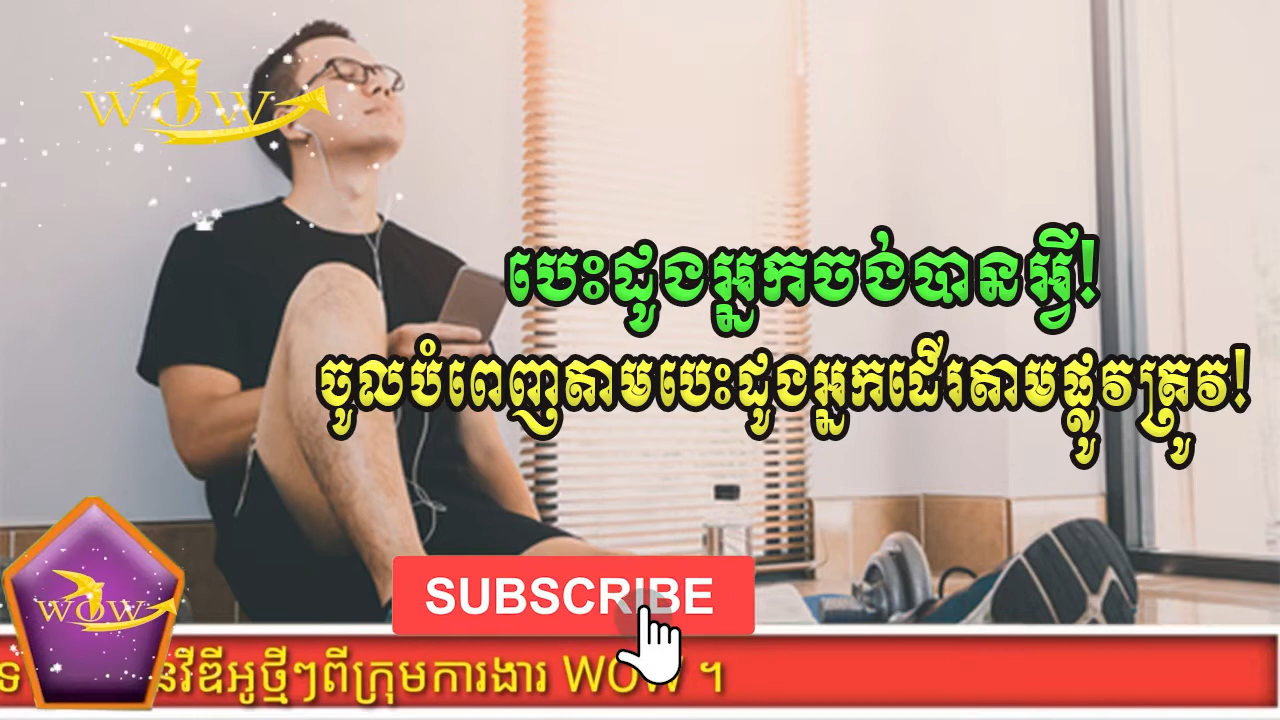 WOW
បេះដូងអ្នកចង់បានអ្វី!
ចូលបំពេញតាមបេះដូងអ្នកដើរតាមផ្លូវត្រូវ!
SUBSCRIBE
WOW
វីឌីអូថ្មីៗពីក្រុមការងារ WOW ។